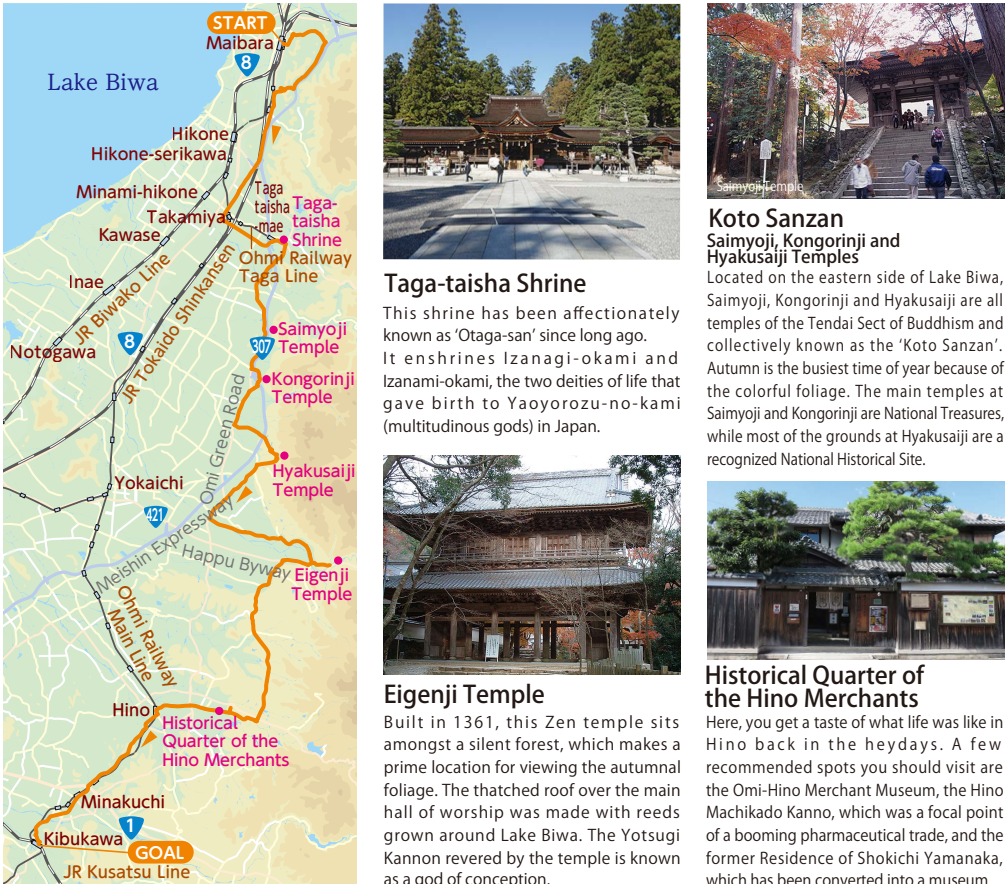 START
Maibara
8
Lake Biwa
Hikone
Hikone-serikawa
Minami-hikone
Takamiya
Kawase
Taga
taisha
-mae
Taga-
taisha
Shrine
Ohmi Railway
Taga Line
Inae
JR Biwako Line
JR Tokaido Shinkansen
8
Notogawa
Saimyoji
Temple
307
Kongorinji
Temple
Omi Green Road
Hyakusaiji
Temple
Yokaichi
421
Meishin Expressway
Happu Byway
Eigenji
Temple
Ohmi Railway
Main Line
Hino
Historical
Quarter of the
Hino Merchants
Minakuchi
1
Kibukawa
GOAL
JR Kusatsu Line
Taga-taisha Shrine
This shrine has been affectionately
known as ‘Otaga-san’ since long ago.
It enshrines Izanagi-okami and
Izanami-okami, the two deities of life that
gave birth to Yaoyorozu-no-kami
(multitudinous gods) in Japan.
Eigenji Temple
Built in 1361, this Zen temple sits
amongst a silent forest, which makes a
prime location for viewing the autumnal
foliage. The thatched roof over the main
hall of worship was made with reeds
grown around Lake Biwa. The Yotsugi
Kannon revered by the temple is known
as a god of conception.
Saimyoji Temple
Koto Sanzan
Saimyoji, Kongorinji and
Hyakusaiji Temples
Located on the eastern side of Lake Biwa,
Saimyoji, Kongorinji and Hyakusaiji are all
temples of the Tendai Sect of Buddhism and
collectively known as the ‘Koto Sanzan’.
Autumn is the busiest time of year because of
the colorful foliage. The main temples at
Saimyoji and Kongorinji are National Treasures,
while most of the grounds at Hyakusaiji are a
recognized National Historical Site.
Historical Quarter of
the Hino Merchants
Here, you get a taste of what life was like in
Hino back in the heydays. A few
recommended spots you should visit are
the Omi-Hino Merchant Museum, the Hino
Machikado Kanno, which was a focal point
of a booming pharmaceutical trade, and the
former Residence of Shokichi Yamanaka,
which has been converted into a museum.